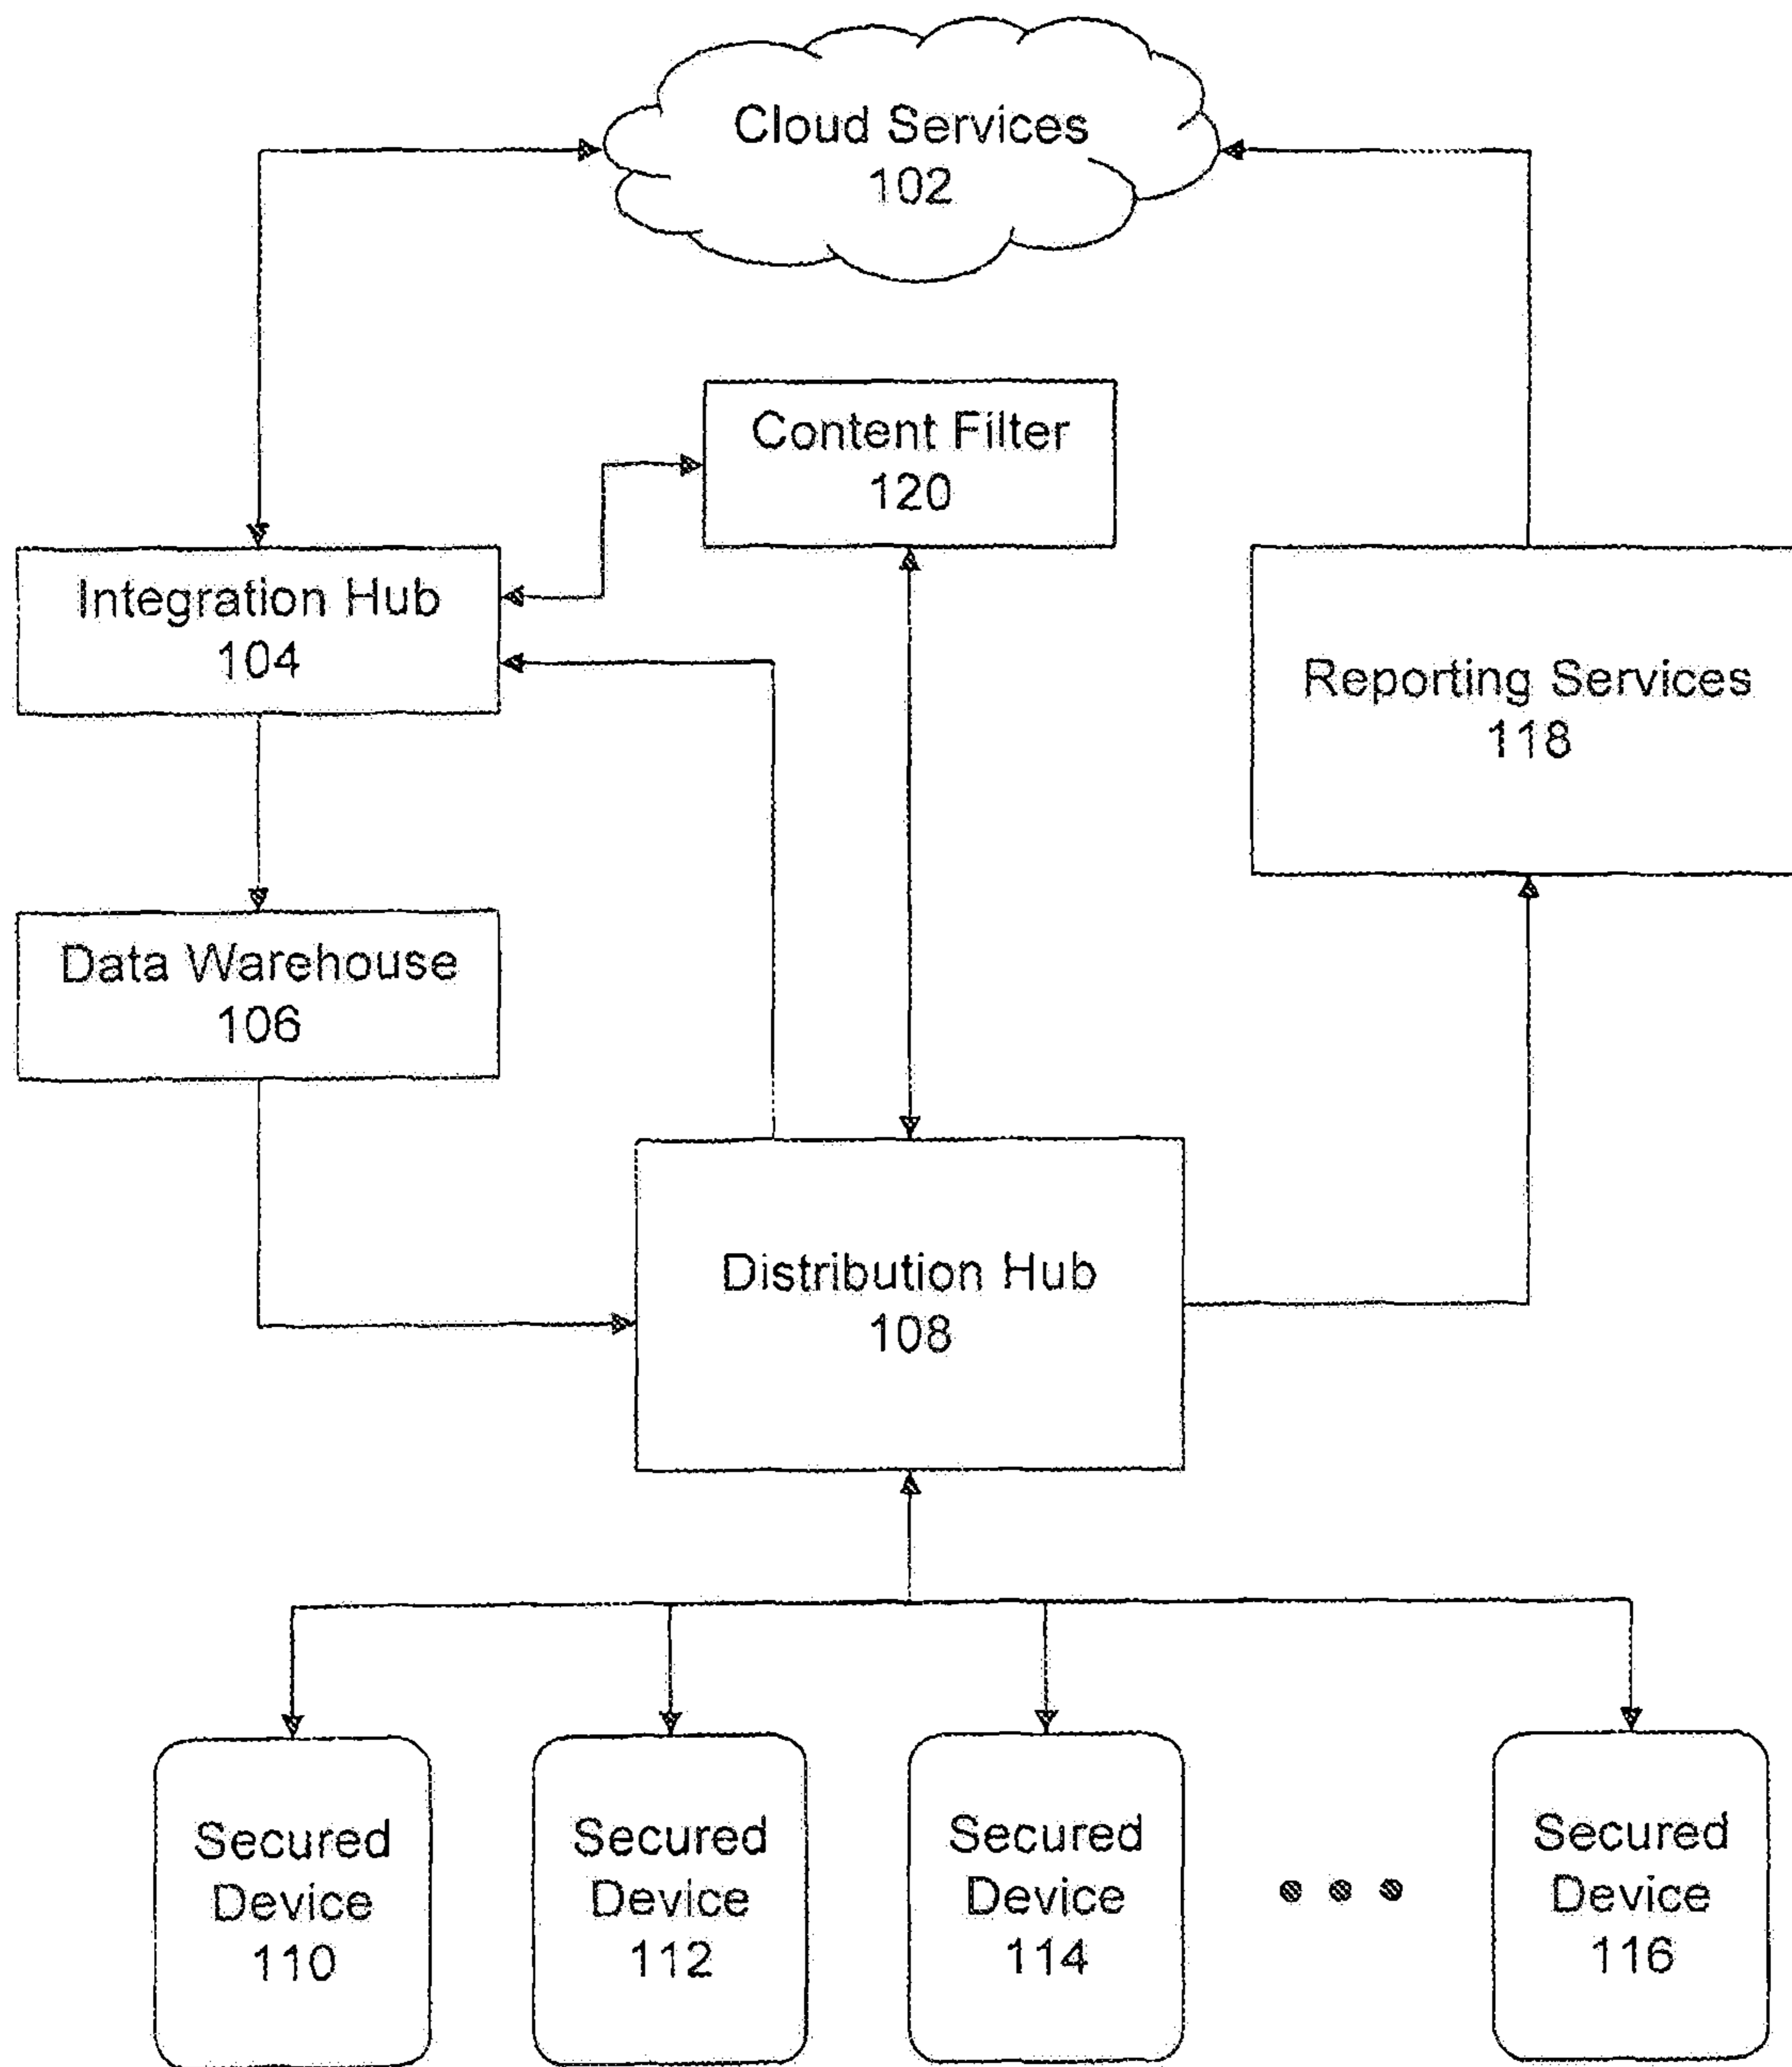 Cloud Services
102
Content Filter
120
Integration Hub
104
Reporting Services
118
Data Warehouse
106
Distribution Hub
108
Secured
Device
110
Secured
Device
112
Secured
Device
114
Secured
Device
116